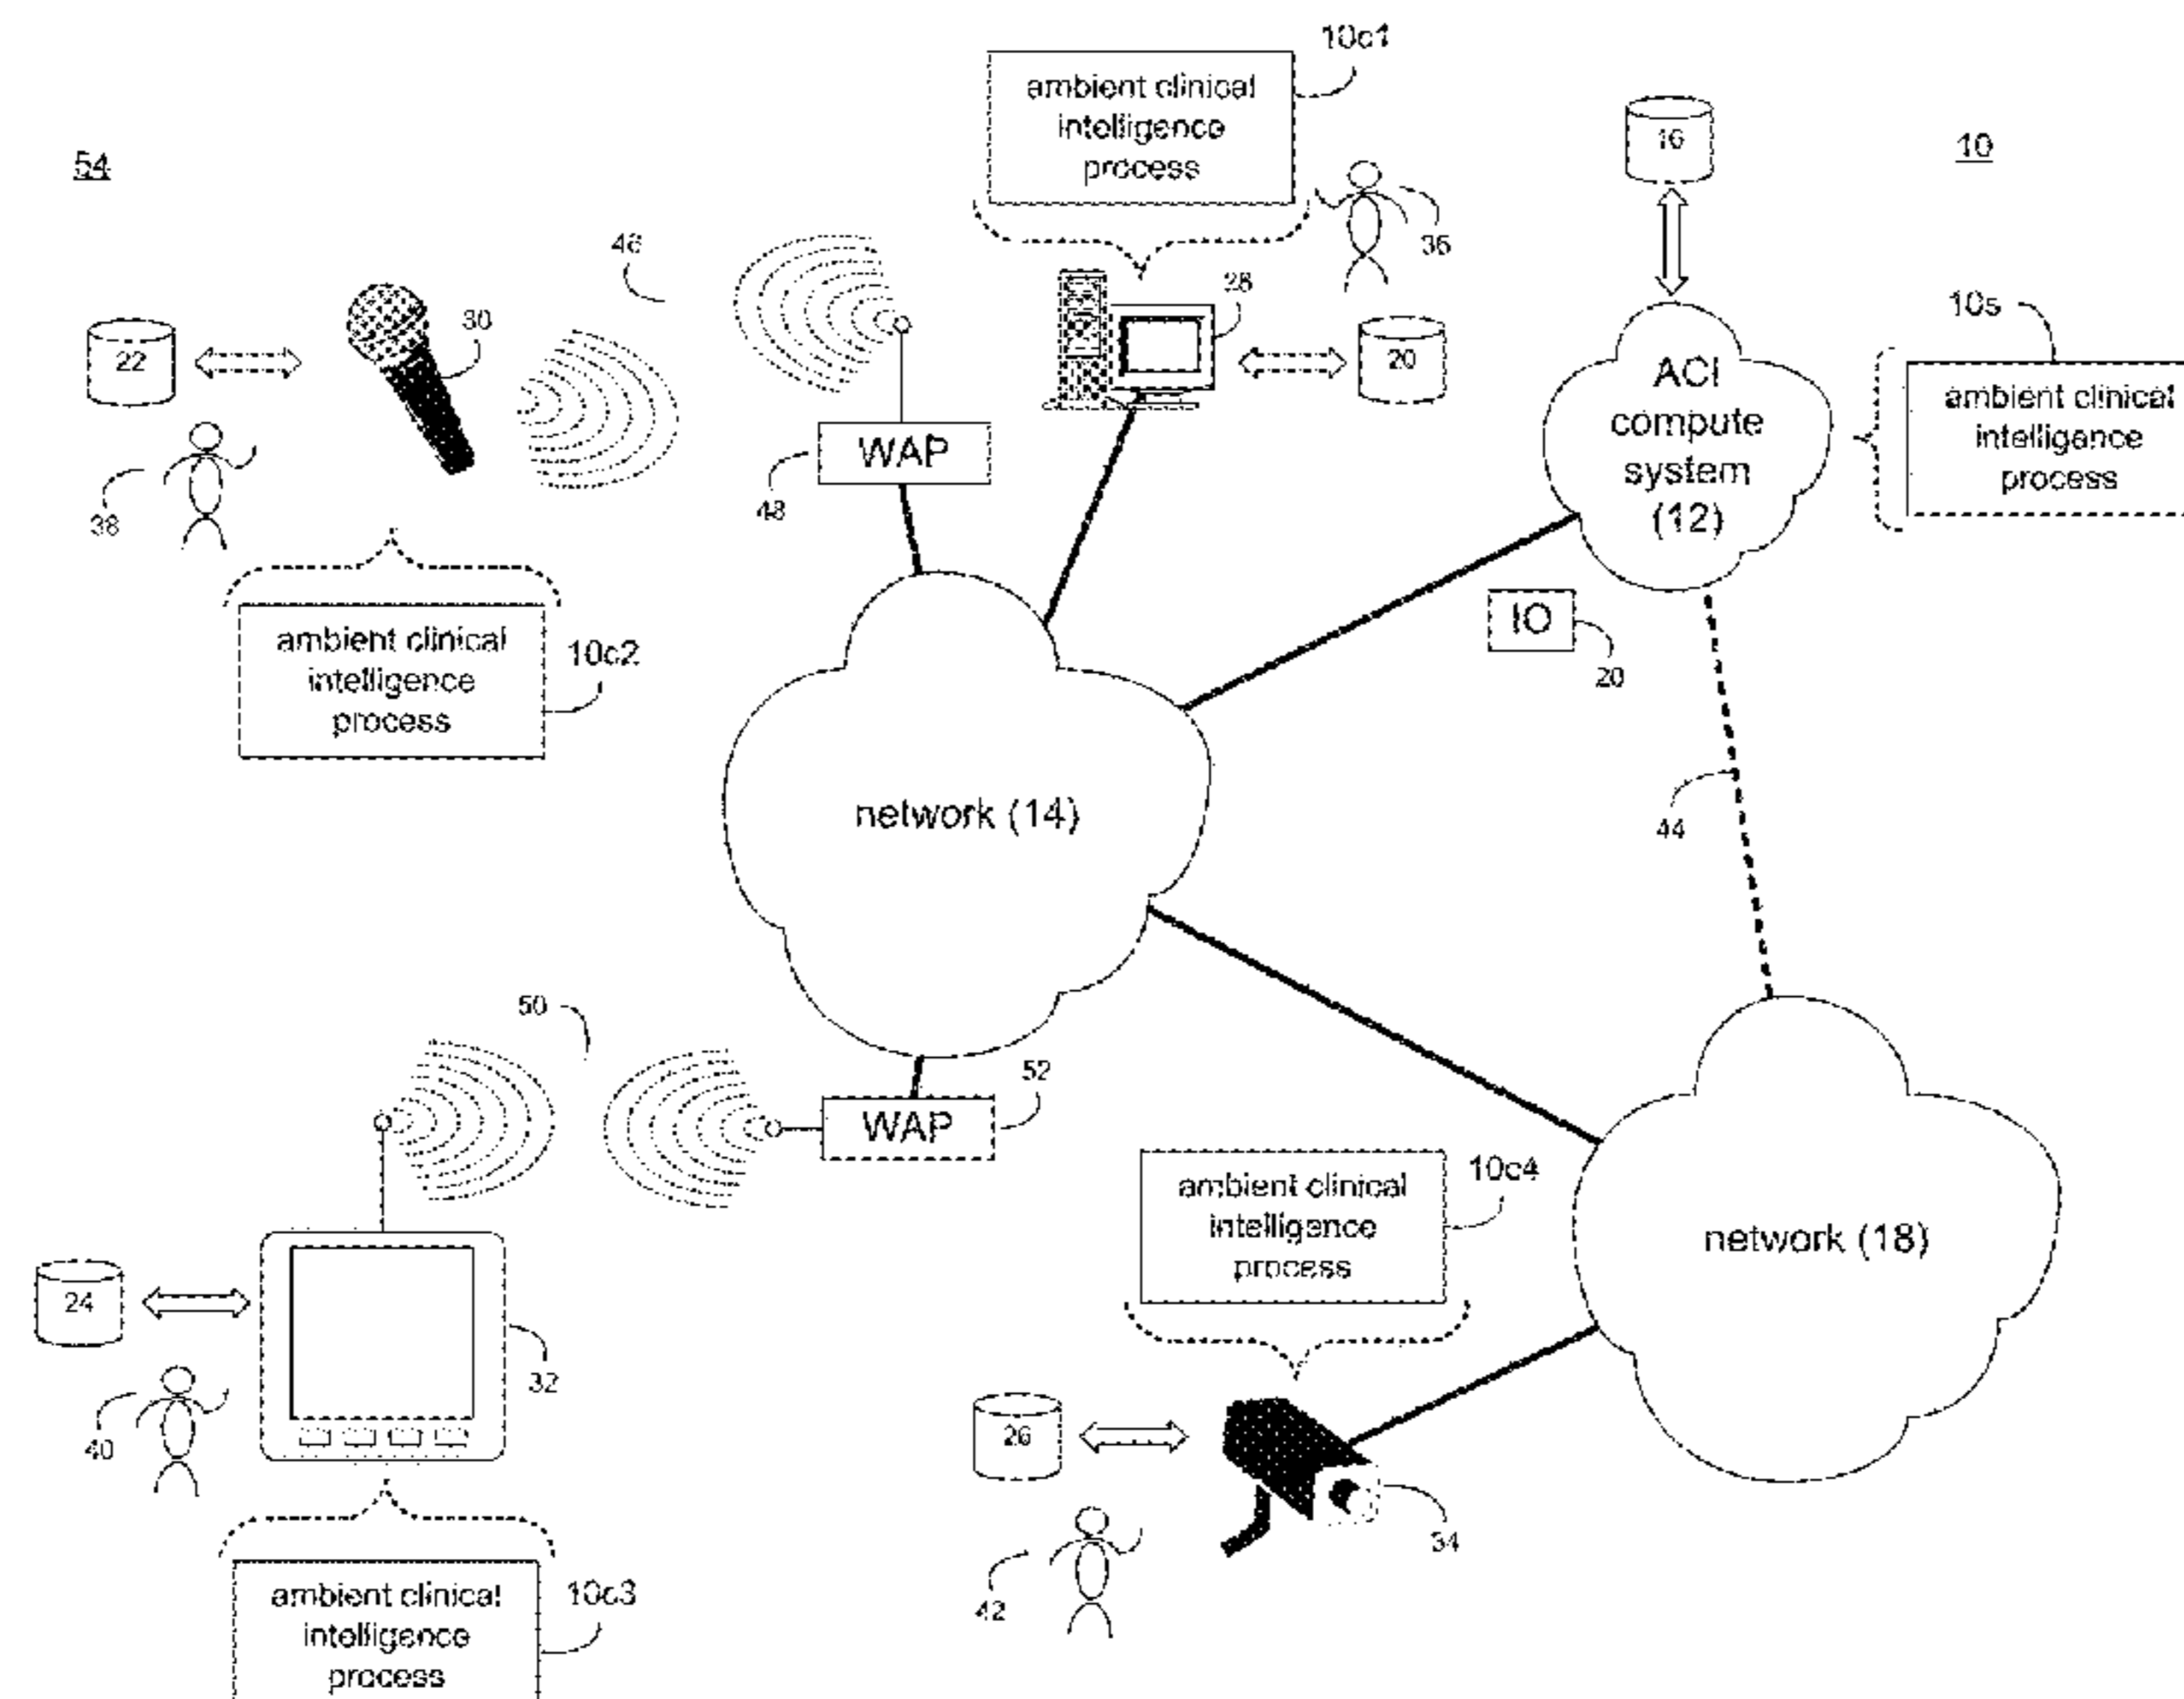 10c1
ambient clinical
intelligence
process
54
16
10
46
36
28
30
22
20
10s
ACI
compute
system
(12)
ambient clinical
intelligence
process
WAP
48
38
IO
20
ambient clinical
intelligence
process
10c2
network (14)
44
50
52
WAP
10c4
ambient clinical
intelligence
process
network (18)
24
32
40
26
34
42
10c3
ambient clinical
intelligence
process